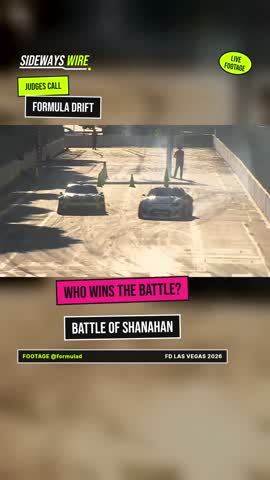 SIDEWAYS WIRE.
LIVE
FOOTAGE
JUDGES CALL
FORMULA DRIFT
WHO WINS THE BATTLE?
BATTLE OF SHANAHAN
FOOTAGE @formulad FD LAS VEGAS 2026